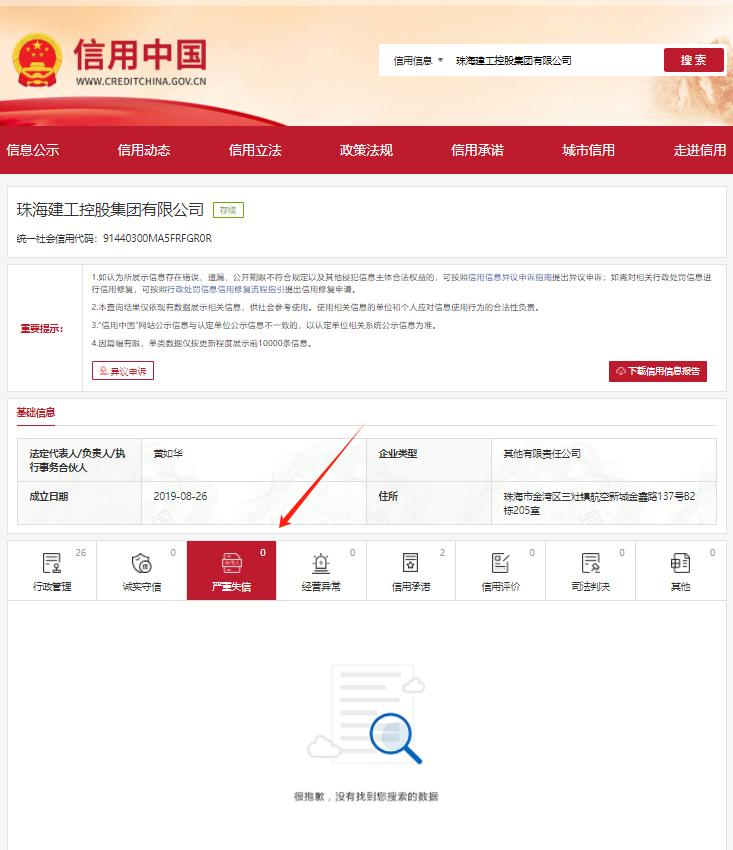 信用中国
WWW.CREDITCHINA.GOV.CN
信用信息 珠海建工控股集团有限公司 搜索
信息公示 信用动态 信用立法 政策法规 信用承诺 城市信用 走进信用
珠海建工控股集团有限公司 存续
统一社会信用代码：91440300MA5FRFGR0R
重要提示：
1.如认为所展示信息存在错误、遗漏、公开期限不符合规定以及其他侵犯信息主体合法权益的，可按照信用信息异议申诉指南提出异议申诉；如需对相关行政处罚信息进
行信用修复，可按照行政处罚信息信用修复流程指引提出信用修复申请。
2.本查询结果仅依现有数据展示相关信息，供社会参考使用。使用相关信息的单位和个人应对信息使用行为的合法性负责。
3.“信用中国”网站公示信息与认定单位公示信息不一致的，以认定单位相关系统公示信息为准。
4.因篇幅有限，单类数据仅按更新程度展示前10000条信息。
异议申诉 下载信用信息报告
基础信息
法定代表人/负责人/执
行事务合伙人
黄如华
企业类型
其他有限责任公司
成立日期
2019-08-26
住所
珠海市金湾区三灶镇航空新城金鑫路137号B2
栋205室
26 0 0 0 2 0 0 0
行政管理 诚实守信 严重失信 经营异常 信用承诺 信用评价 司法判决 其他
很抱歉，没有找到您搜索的数据